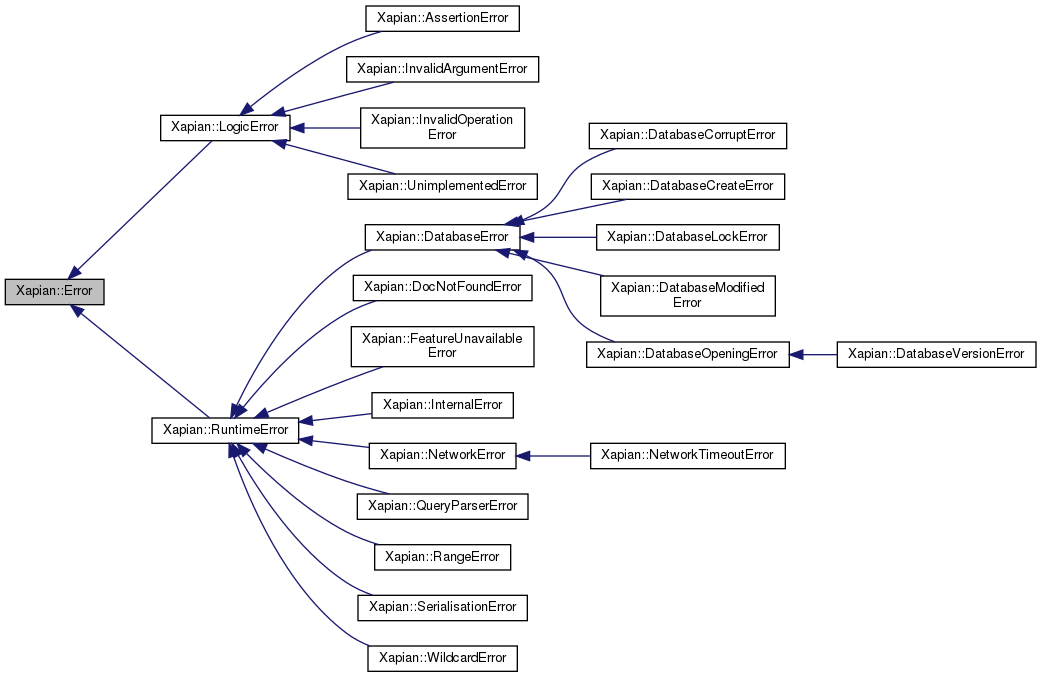 Xapian::AssertionError
Xapian::InvalidArgumentError
Xapian::LogicError
Xapian::InvalidOperation
Error
Xapian::DatabaseCorruptError
Xapian::UnimplementedError
Xapian::DatabaseCreateError
Xapian::DatabaseError
Xapian::DatabaseLockError
Xapian::Error
Xapian::DocNotFoundError
Xapian::DatabaseModified
Error
Xapian::FeatureUnavailable
Error
Xapian::DatabaseOpeningError
Xapian::DatabaseVersionError
Xapian::InternalError
Xapian::RuntimeError
Xapian::NetworkError
Xapian::NetworkTimeoutError
Xapian::QueryParserError
Xapian::RangeError
Xapian::SerialisationError
Xapian::WildcardError